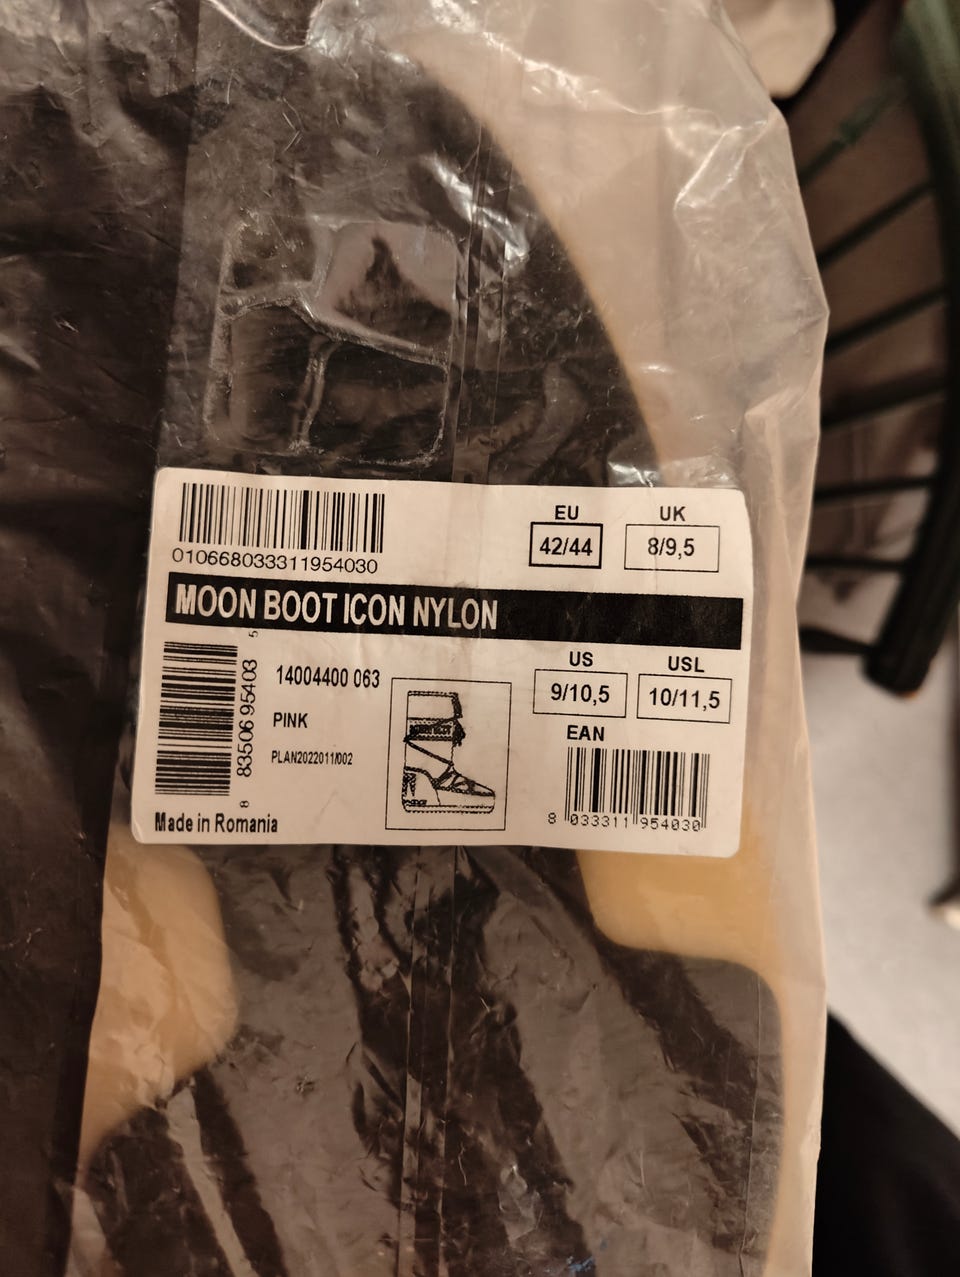 010668033311954030
EU
42/44
UK
8/9,5
MOON BOOT ICON NYLON
8 83506 95403 5
14004400 063
PINK
PLAN2022011/002
Made in Romania
US
9/10,5
USL
10/11,5
EAN
8 033311 954030